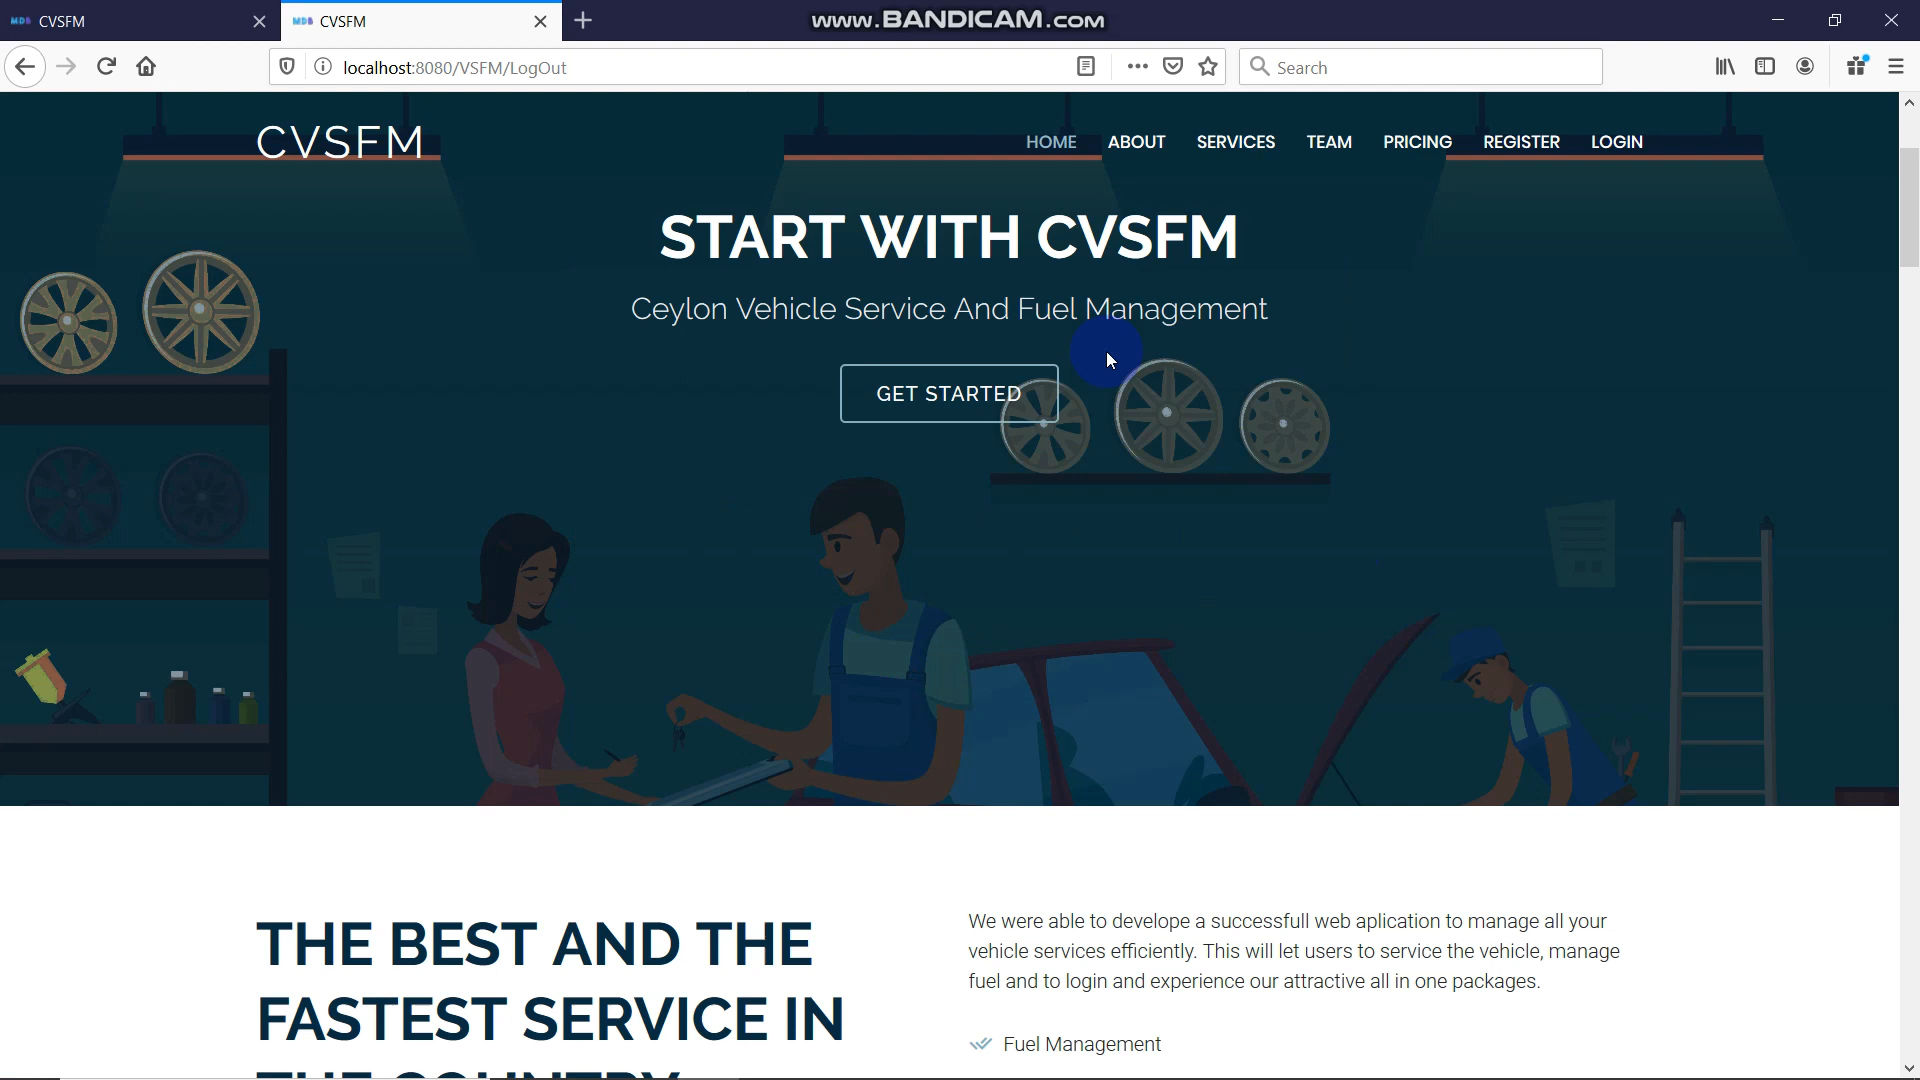 MDB CVSFM
MDB CVSFM
www.BANDICAM.com
localhost:8080/VSFM/LogOut
Search
CVSFM
HOME ABOUT SERVICES TEAM PRICING REGISTER LOGIN
START WITH CVSFM
Ceylon Vehicle Service And Fuel Management
GET STARTED
THE BEST AND THE
FASTEST SERVICE IN
THE COUNTRY
We were able to develope a successfull web aplication to manage all your
vehicle services efficiently. This will let users to service the vehicle, manage
fuel and to login and experience our attractive all in one packages.
Fuel Management